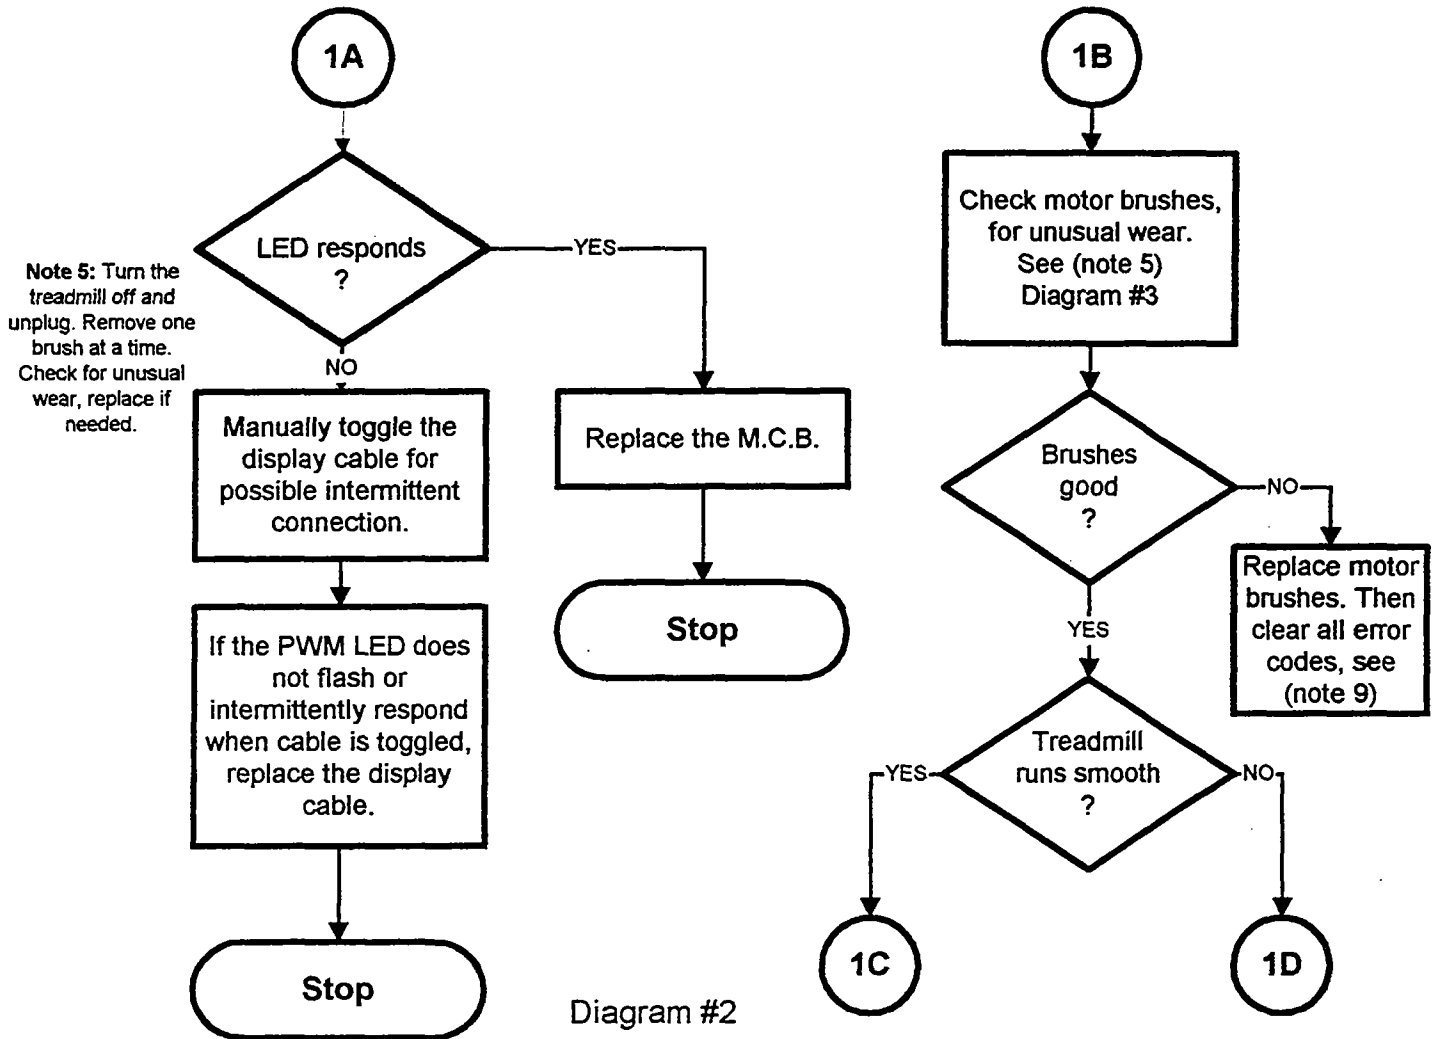 1A
LED responds
?
YES
NO
Note 5: Turn the
treadmill off and
unplug. Remove one
brush at a time.
Check for unusual
wear, replace if
needed.
Manually toggle the
display cable for
possible intermittent
connection.
If the PWM LED does
not flash or
intermittently respond
when cable is toggled,
replace the display
cable.
Stop
Replace the M.C.B.
Stop
1B
Check motor brushes,
for unusual wear.
See (note 5)
Diagram #3
Brushes
good
?
NO
Replace motor
brushes. Then
clear all error
codes, see
(note 9)
YES
Treadmill
runs smooth
?
YES
NO
1C
1D
Diagram #2